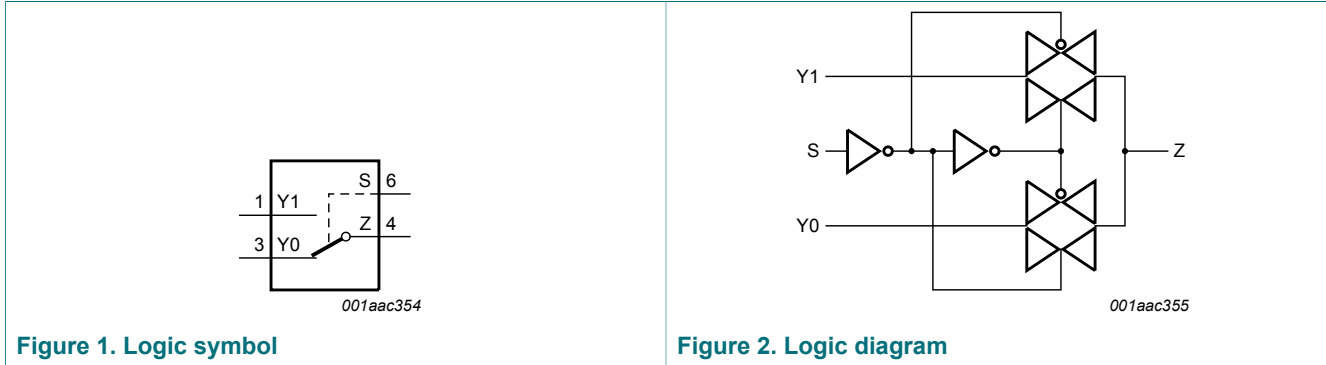 S 6
1 Y1
Z 4
3 Y0
001aac354
Figure 1. Logic symbol
Y1
S
Z
Y0
001aac355
Figure 2. Logic diagram